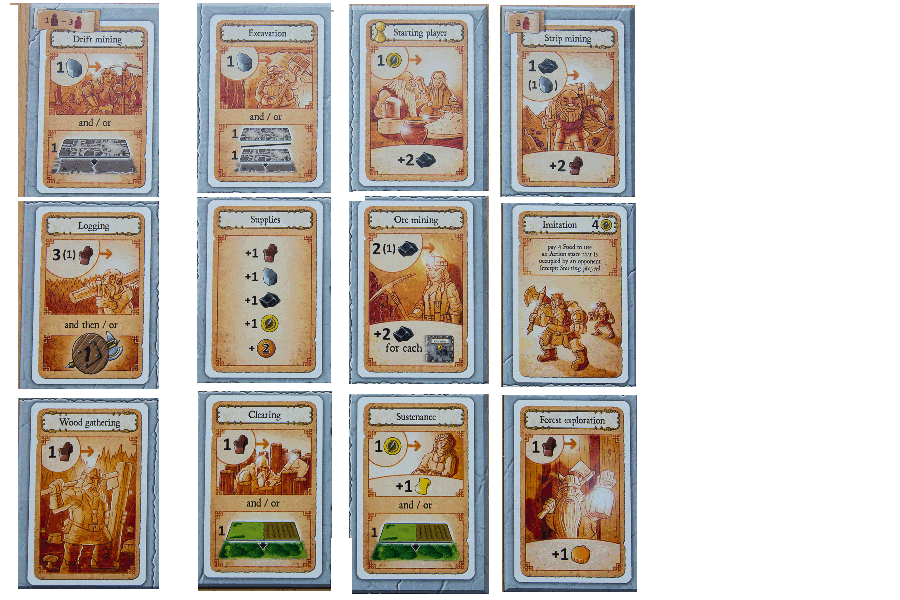 1 - 3
Drift mining
1
and / or
1
Excavation
1
and / or
1
1
Starting player
1
+2
3
Strip mining
1
(1 )
+2
Logging
3(1)
and then / or
1
Supplies
+1
+1
+1
+1
+ 2
Ore mining
2(1)
+2
for each
Imitation 4
pay 4 Food to use
an Action space that is
occupied by an opponent
(except Starting player)
Wood gathering
1
Clearing
1
and / or
1
Sustenance
1
+1
and / or
1
Forest exploration
1
+1